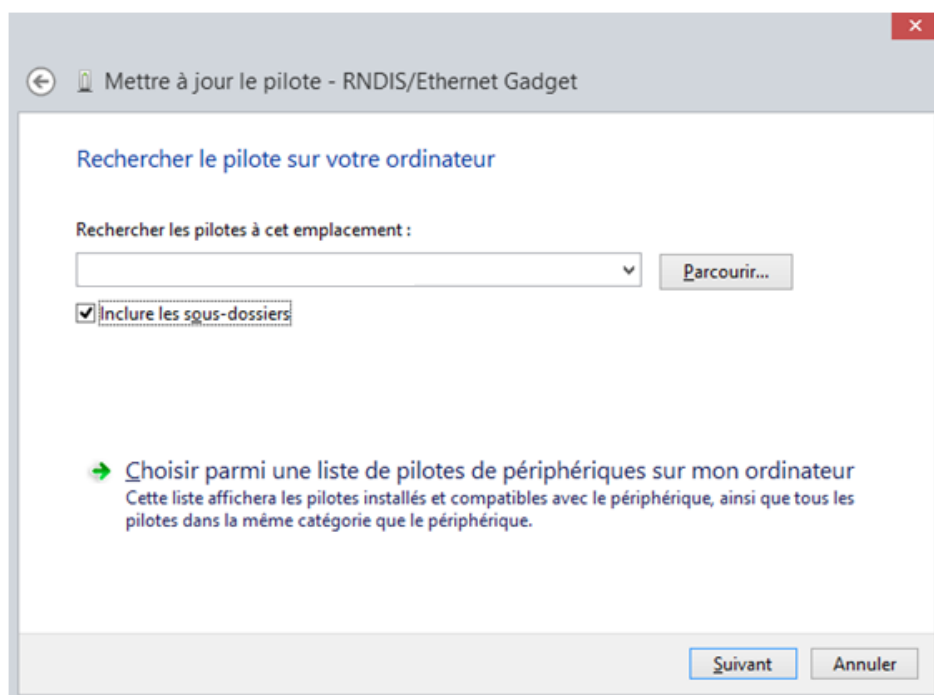 Mettre à jour le pilote - RNDIS/Ethernet Gadget
Rechercher le pilote sur votre ordinateur
Rechercher les pilotes à cet emplacement :
Parcourir...
Inclure les sous-dossiers
Choisir parmi une liste de pilotes de périphériques sur mon ordinateur
Cette liste affichera les pilotes installés et compatibles avec le périphérique, ainsi que tous les
pilotes dans la même catégorie que le périphérique.
Suivant
Annuler